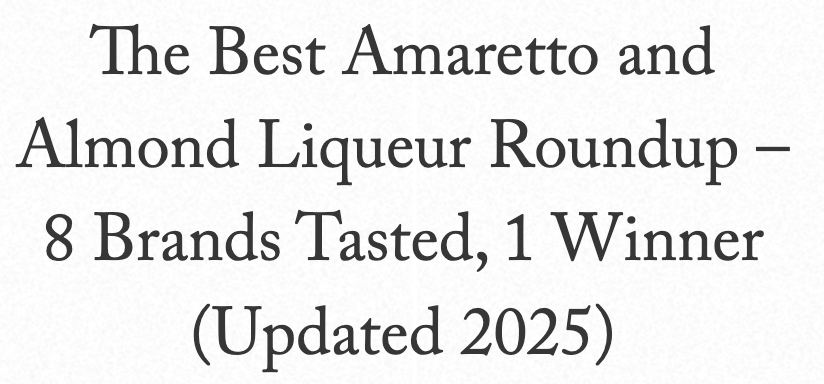 The Best Amaretto and
Almond Liqueur Roundup –
8 Brands Tasted, 1 Winner
(Updated 2025)